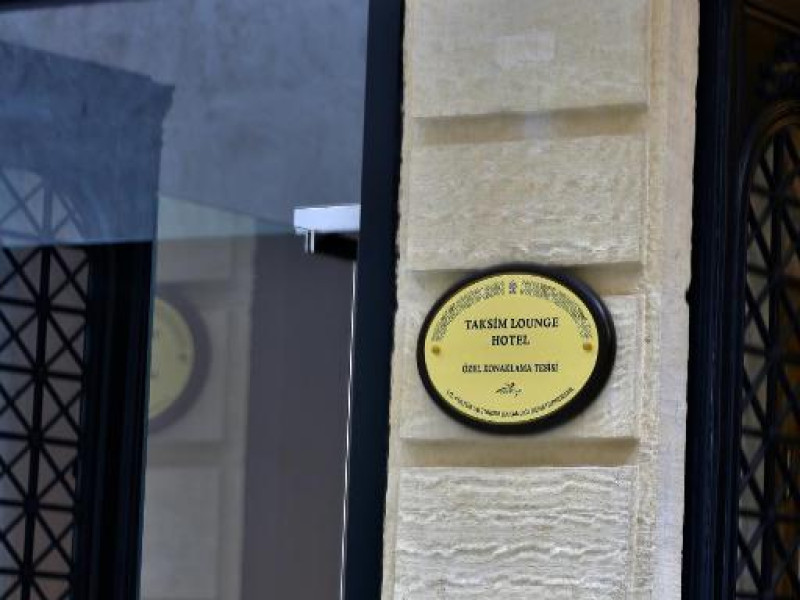 TAKSİM LOUNGE
HOTEL
ÖZEL KONAKLAMA TESİSİ